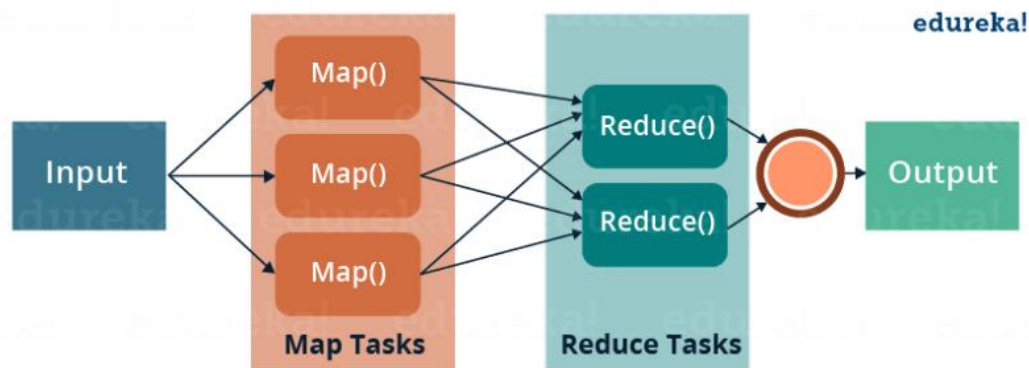 edureka!
Input
Map()
Map()
Map()
Map Tasks
Reduce()
Reduce()
Reduce Tasks
Output